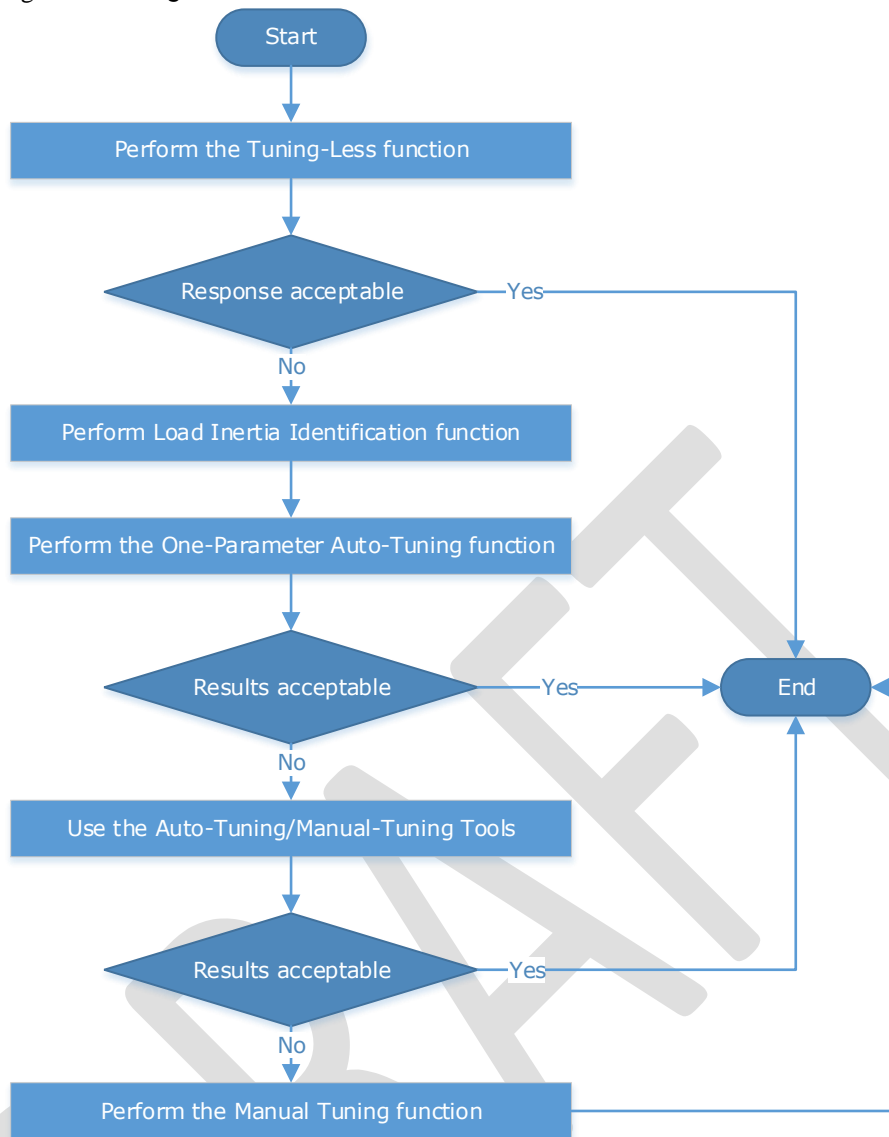 Start
Perform the Tuning-Less function
Response acceptable
Yes
No
Perform Load Inertia Identification function
Perform the One-Parameter Auto-Tuning function
Results acceptable
Yes
End
No
Use the Auto-Tuning/Manual-Tuning Tools
Results acceptable
Yes
No
Perform the Manual Tuning function
DRAFT